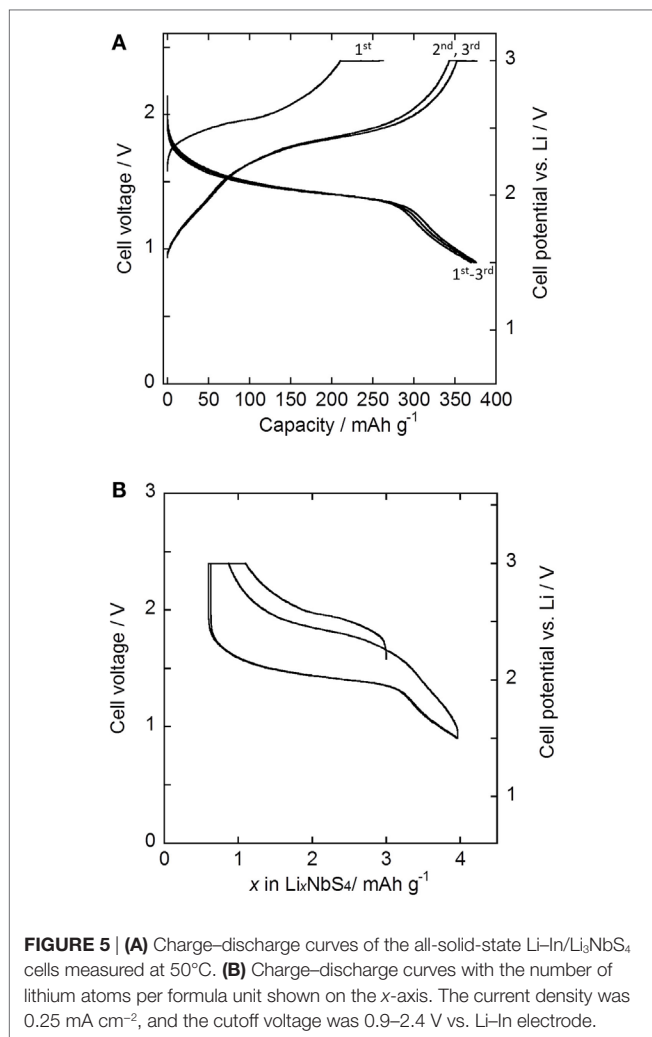 A
1st
2nd, 3rd
3
2
2
1
1st-3rd
1
0
0 50 100 150 200 250 300 350 400
Cell voltage / V
Cell potential vs. Li / V
Capacity / mAh g-1
B
3
3
2
2
1
1
0
0 1 2 3 4
Cell voltage / V
Cell potential vs. Li / V
x in LixNbS4/ mAh g-1
FIGURE 5 | (A) Charge–discharge curves of the all-solid-state Li–In/Li₃NbS₄
cells measured at 50°C. (B) Charge–discharge curves with the number of
lithium atoms per formula unit shown on the x-axis. The current density was
0.25 mA cm⁻², and the cutoff voltage was 0.9–2.4 V vs. Li–In electrode.